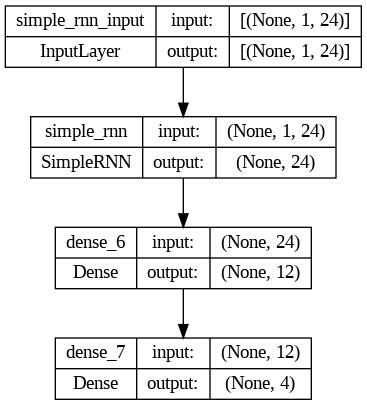 simple_rnn_input input: [(None, 1, 24)]
InputLayer output: [(None, 1, 24)]
simple_rnn input: (None, 1, 24)
SimpleRNN output: (None, 24)
dense_6 input: (None, 24)
Dense output: (None, 12)
dense_7 input: (None, 12)
Dense output: (None, 4)